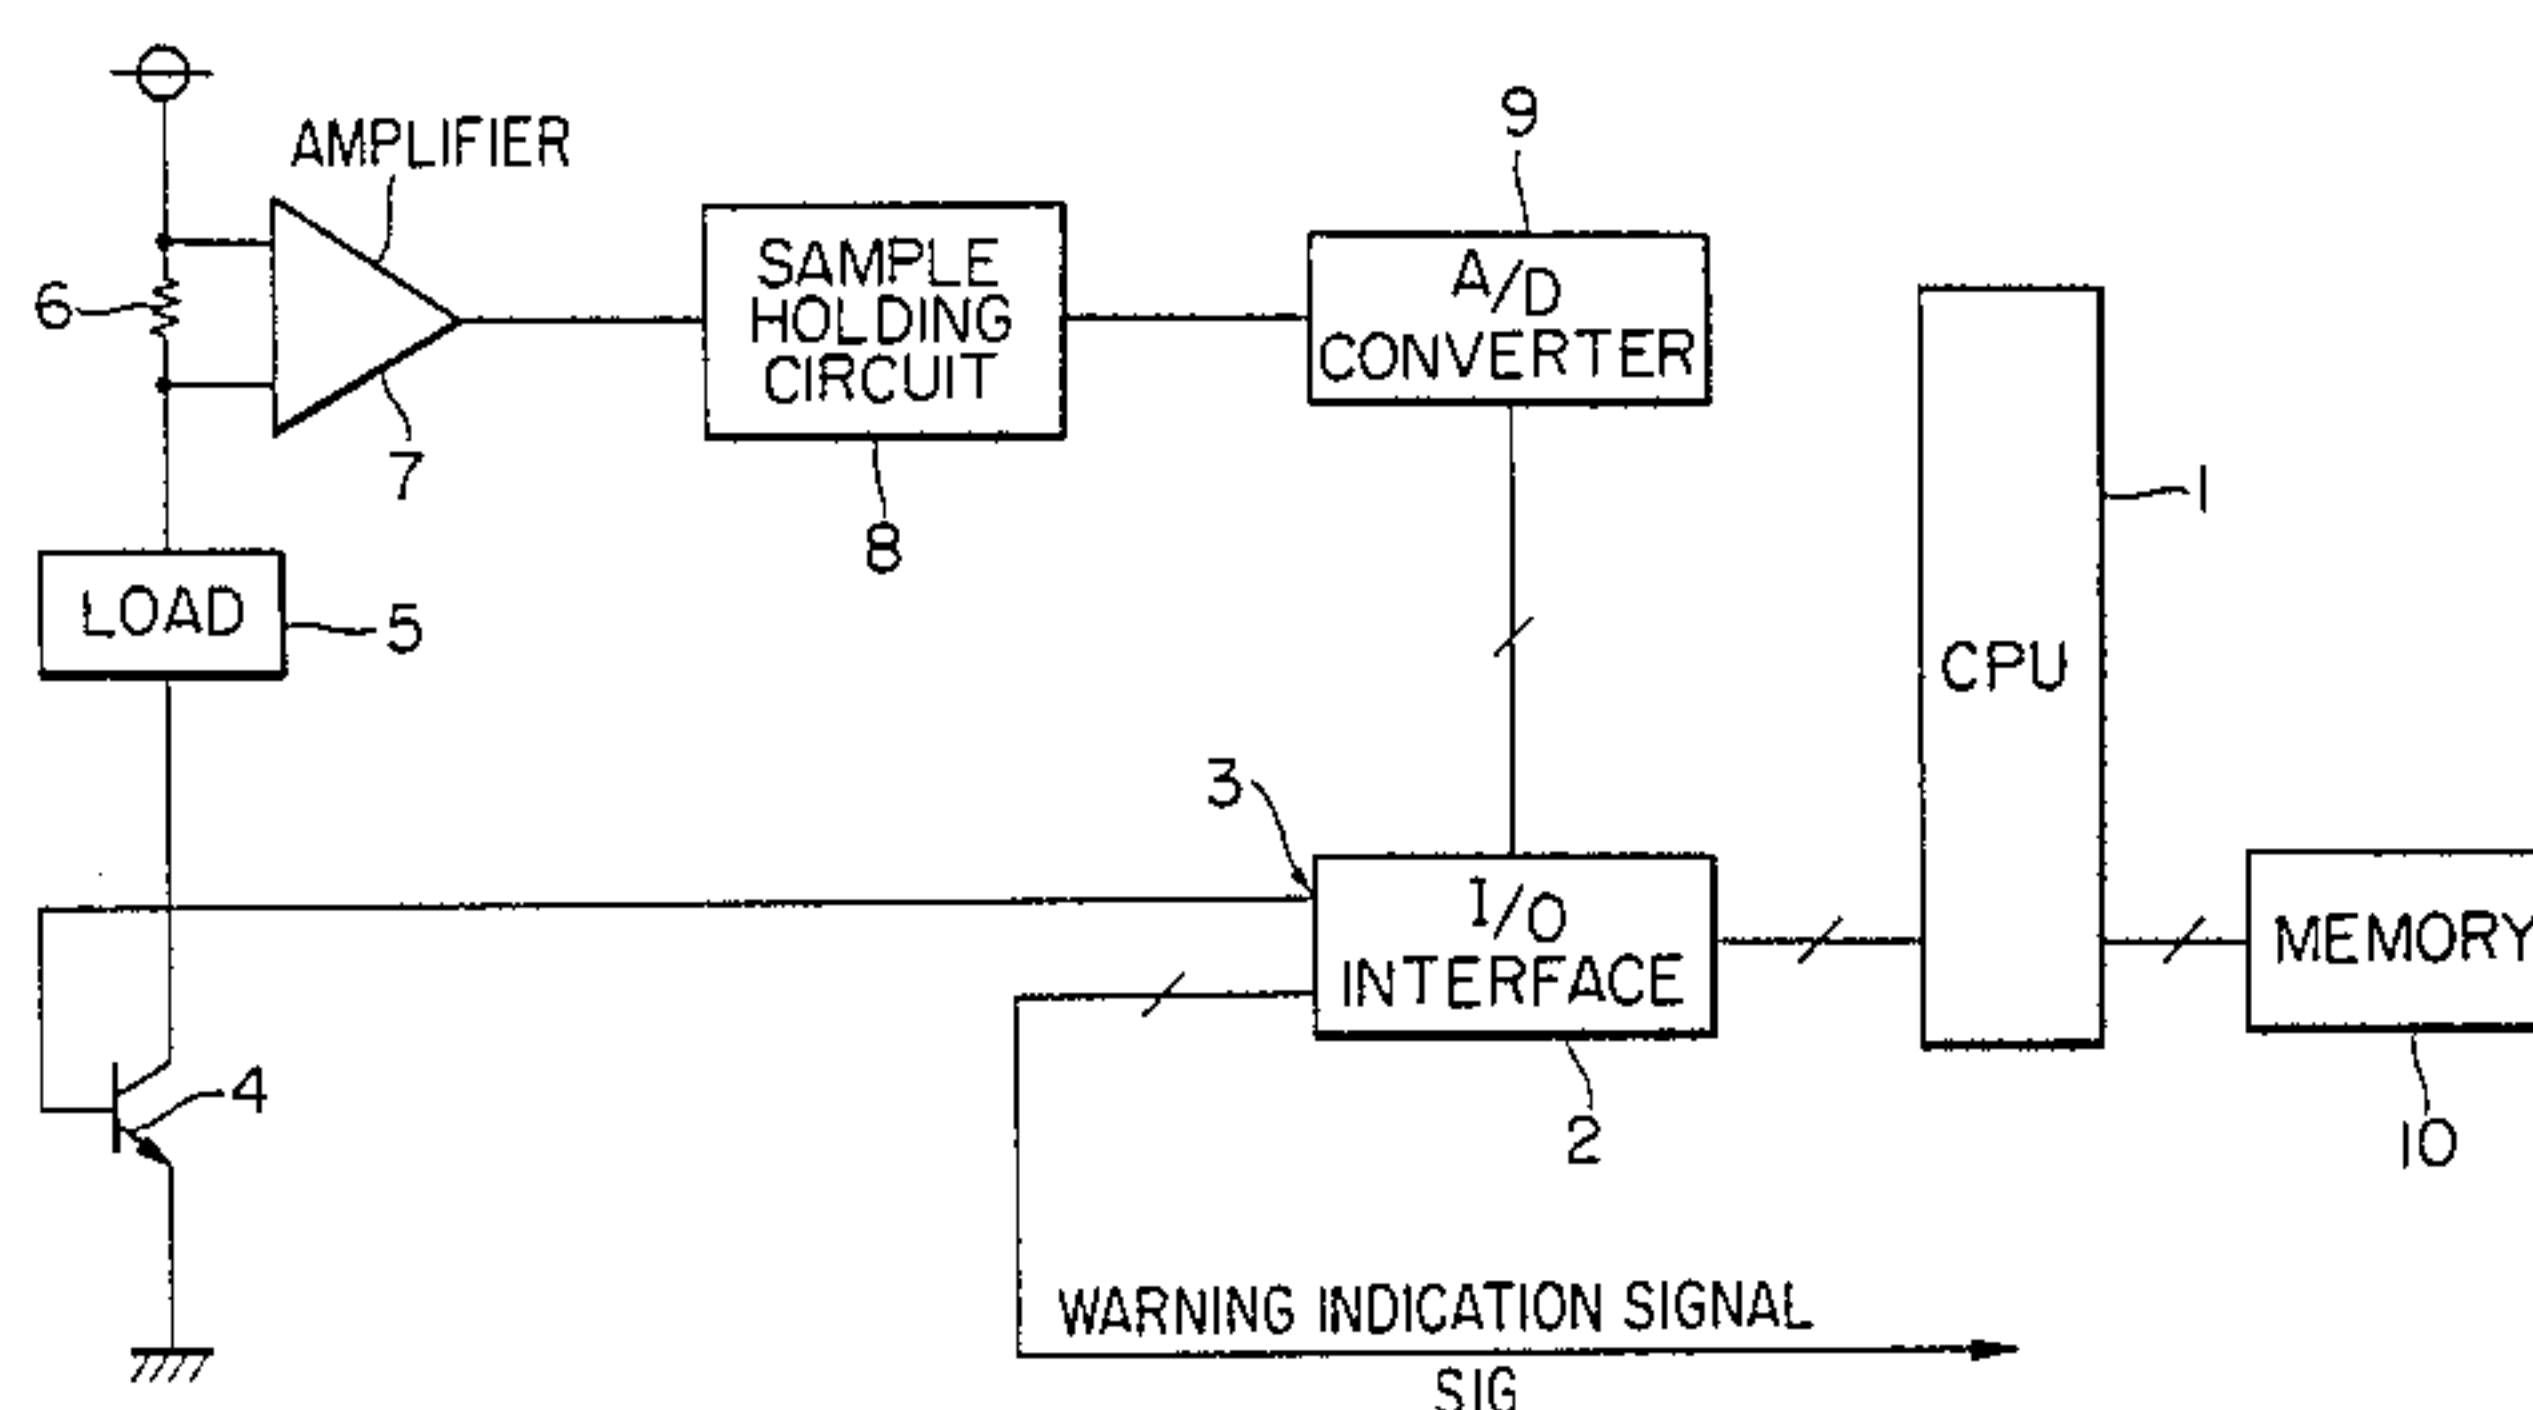 AMPLIFIER
9
SAMPLE
HOLDING
CIRCUIT
A/D
CONVERTER
6
7
8
1
LOAD
5
CPU
3
I/O
INTERFACE
MEMORY
4
2
10
WARNING INDICATION SIGNAL
SIG